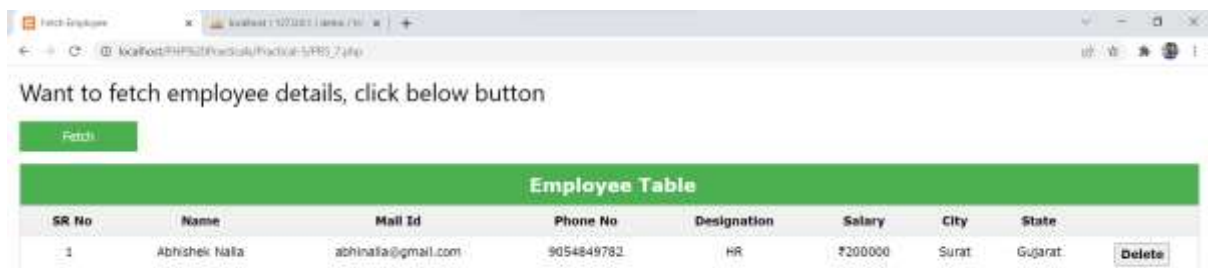 Fetch Employee
localhost/PHP%20Practicals/Practical-5/PR5_7.php
Want to fetch employee details, click below button
Fetch
Employee Table
SR No Name Mail Id Phone No Designation Salary City State
1 Abhishek Nalla abhinalla@gmail.com 9054849782 HR ₹200000 Surat Gujarat Delete